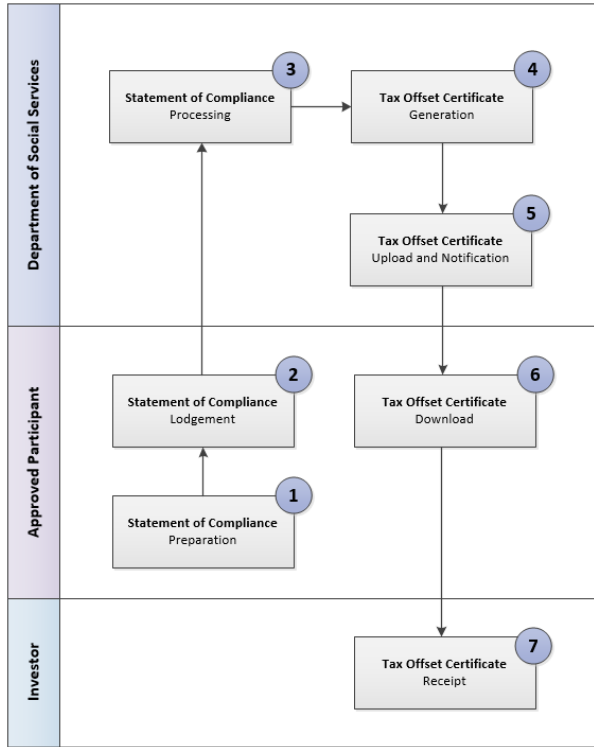 Department of Social Services
3
Statement of Compliance
Processing
4
Tax Offset Certificate
Generation
5
Tax Offset Certificate
Upload and Notification
Approved Participant
2
Statement of Compliance
Lodgement
6
Tax Offset Certificate
Download
1
Statement of Compliance
Preparation
Investor
7
Tax Offset Certificate
Receipt